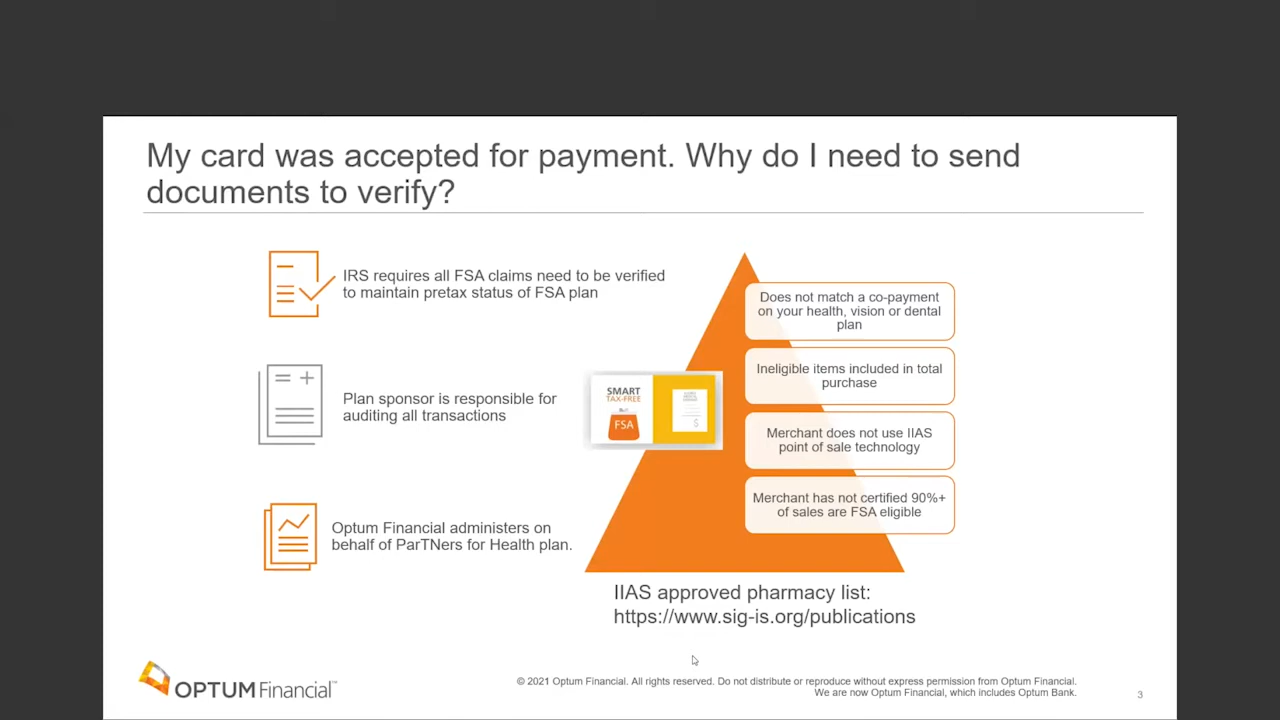 My card was accepted for payment. Why do I need to send
documents to verify?
IRS requires all FSA claims need to be verified
to maintain pretax status of FSA plan
Plan sponsor is responsible for
auditing all transactions
Optum Financial administers on
behalf of ParTNers for Health plan.
SMART
TAX-FREE
FSA
$
Does not match a co-payment
on your health, vision or dental
plan
Ineligible items included in total
purchase
Merchant does not use IIAS
point of sale technology
Merchant has not certified 90%+
of sales are FSA eligible
IIAS approved pharmacy list:
https://www.sig-is.org/publications
OPTUM Financial™
© 2021 Optum Financial. All rights reserved. Do not distribute or reproduce without express permission from Optum Financial.
We are now Optum Financial, which includes Optum Bank.
3